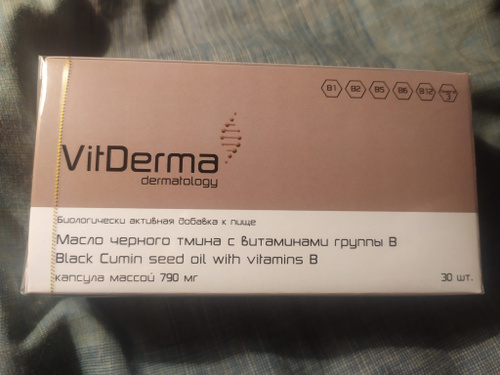 B1 B2 B5 B6 B12
VitDerma
dermatology
Биологически активная добавка к пище
Масло черного тмина с витаминами группы В
Black Cumin seed oil with vitamins B
капсула массой 790 мг
30 шт.